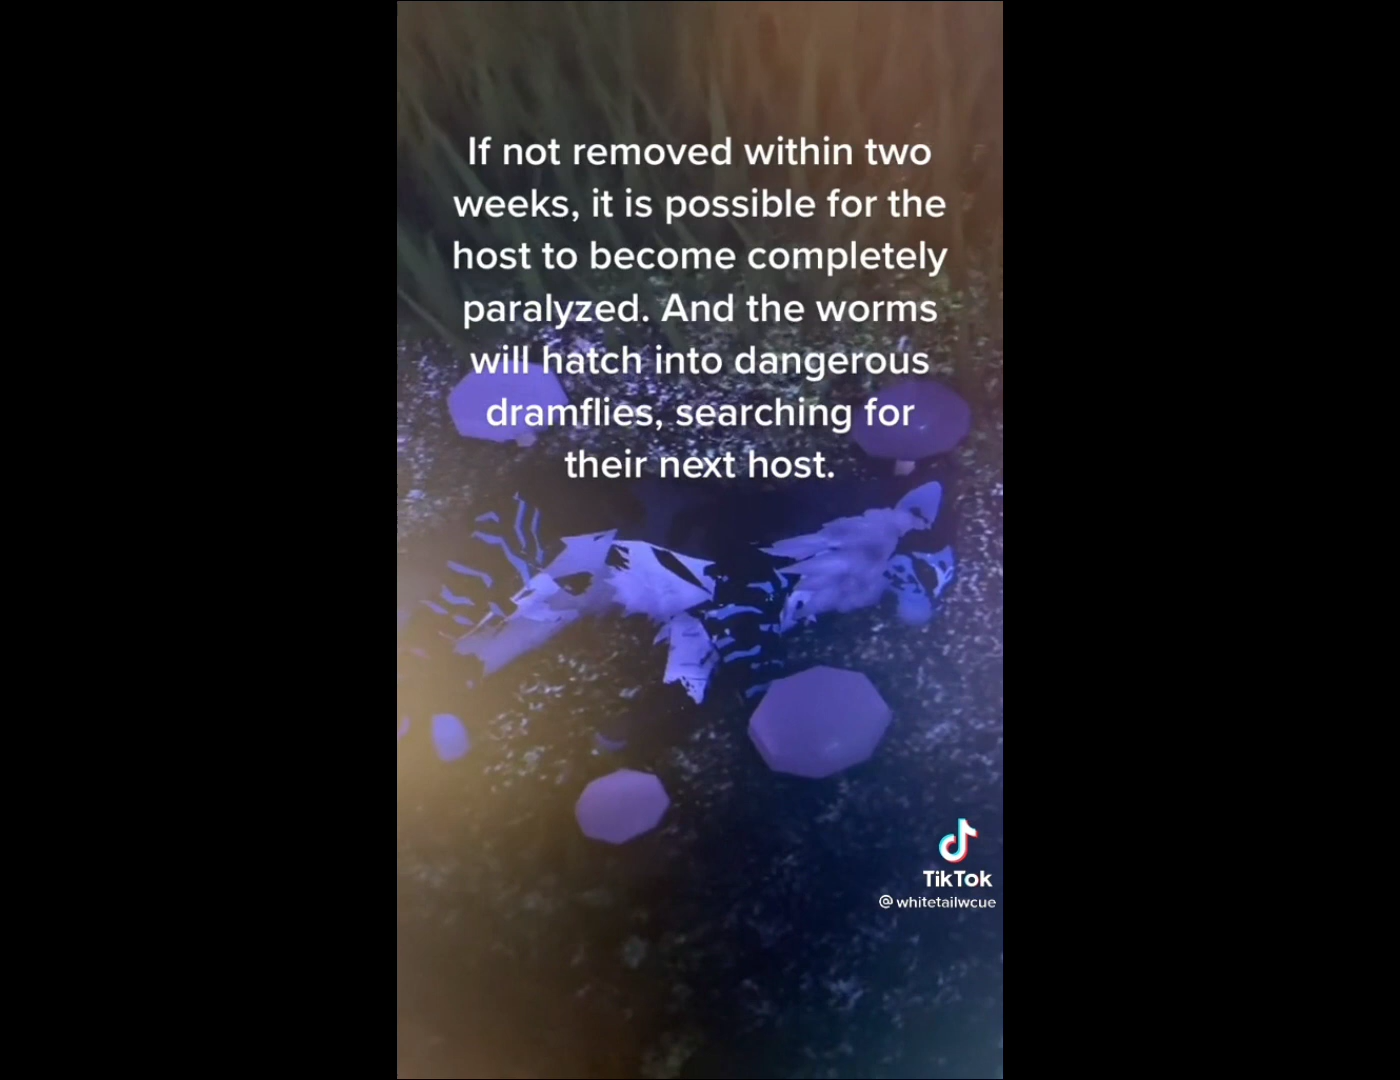 If not removed within two
weeks, it is possible for the
host to become completely
paralyzed. And the worms
will hatch into dangerous
dramflies, searching for
their next host.
TikTok
@whitetailwcue